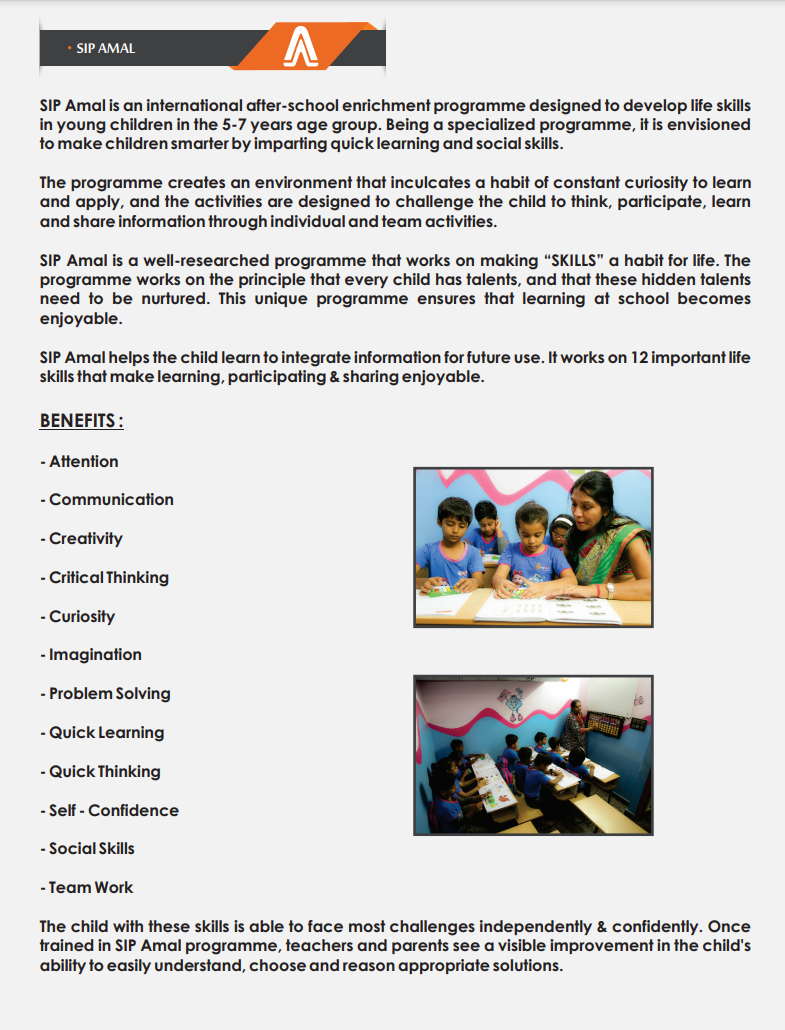 • SIP AMAL
SIP Amal is an international after-school enrichment programme designed to develop life skills
in young children in the 5-7 years age group. Being a specialized programme, it is envisioned
to make children smarter by imparting quick learning and social skills.
The programme creates an environment that inculcates a habit of constant curiosity to learn
and apply, and the activities are designed to challenge the child to think, participate, learn
and share information through individual and team activities.
SIP Amal is a well-researched programme that works on making “SKILLS” a habit for life. The
programme works on the principle that every child has talents, and that these hidden talents
need to be nurtured. This unique programme ensures that learning at school becomes
enjoyable.
SIP Amal helps the child learn to integrate information for future use. It works on 12 important life
skills that make learning, participating & sharing enjoyable.
BENEFITS :
- Attention
- Communication
- Creativity
- Critical Thinking
- Curiosity
- Imagination
- Problem Solving
- Quick Learning
- Quick Thinking
- Self - Confidence
- Social Skills
- Team Work
The child with these skills is able to face most challenges independently & confidently. Once
trained in SIP Amal programme, teachers and parents see a visible improvement in the child's
ability to easily understand, choose and reason appropriate solutions.